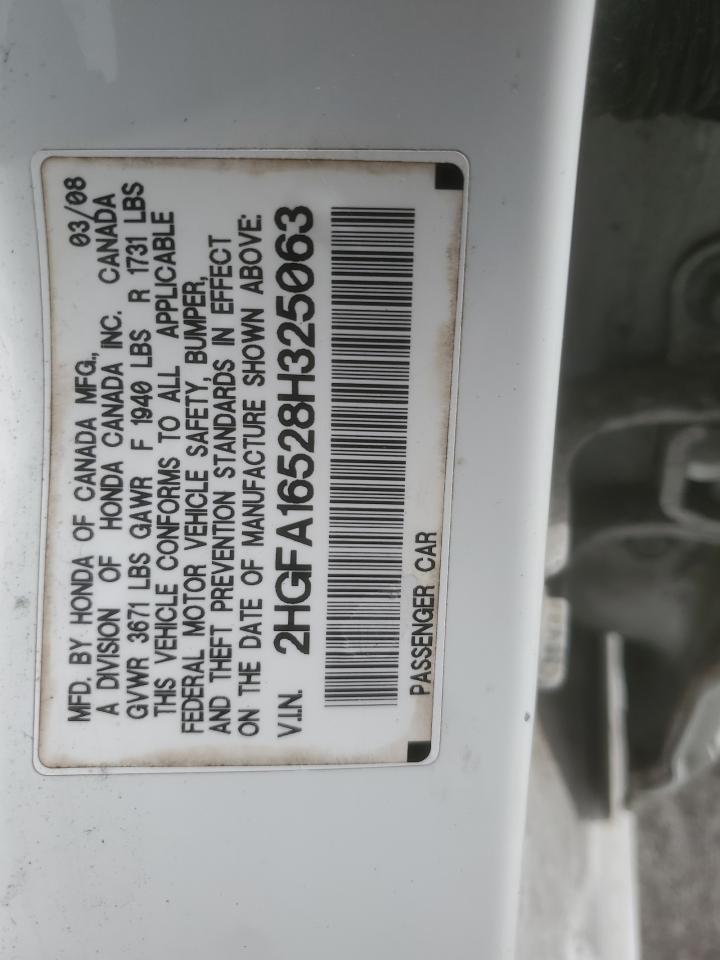 MFD. BY HONDA OF CANADA MFG., 03/08
A DIVISION OF HONDA CANADA INC. CANADA
GVWR 3671 LBS GAWR F 1940 LBS R 1731 LBS
THIS VEHICLE CONFORMS TO ALL APPLICABLE
FEDERAL MOTOR VEHICLE SAFETY, BUMPER,
AND THEFT PREVENTION STANDARDS IN EFFECT
ON THE DATE OF MANUFACTURE SHOWN ABOVE:
V.I.N. 2HGFA16528H325063
PASSENGER CAR